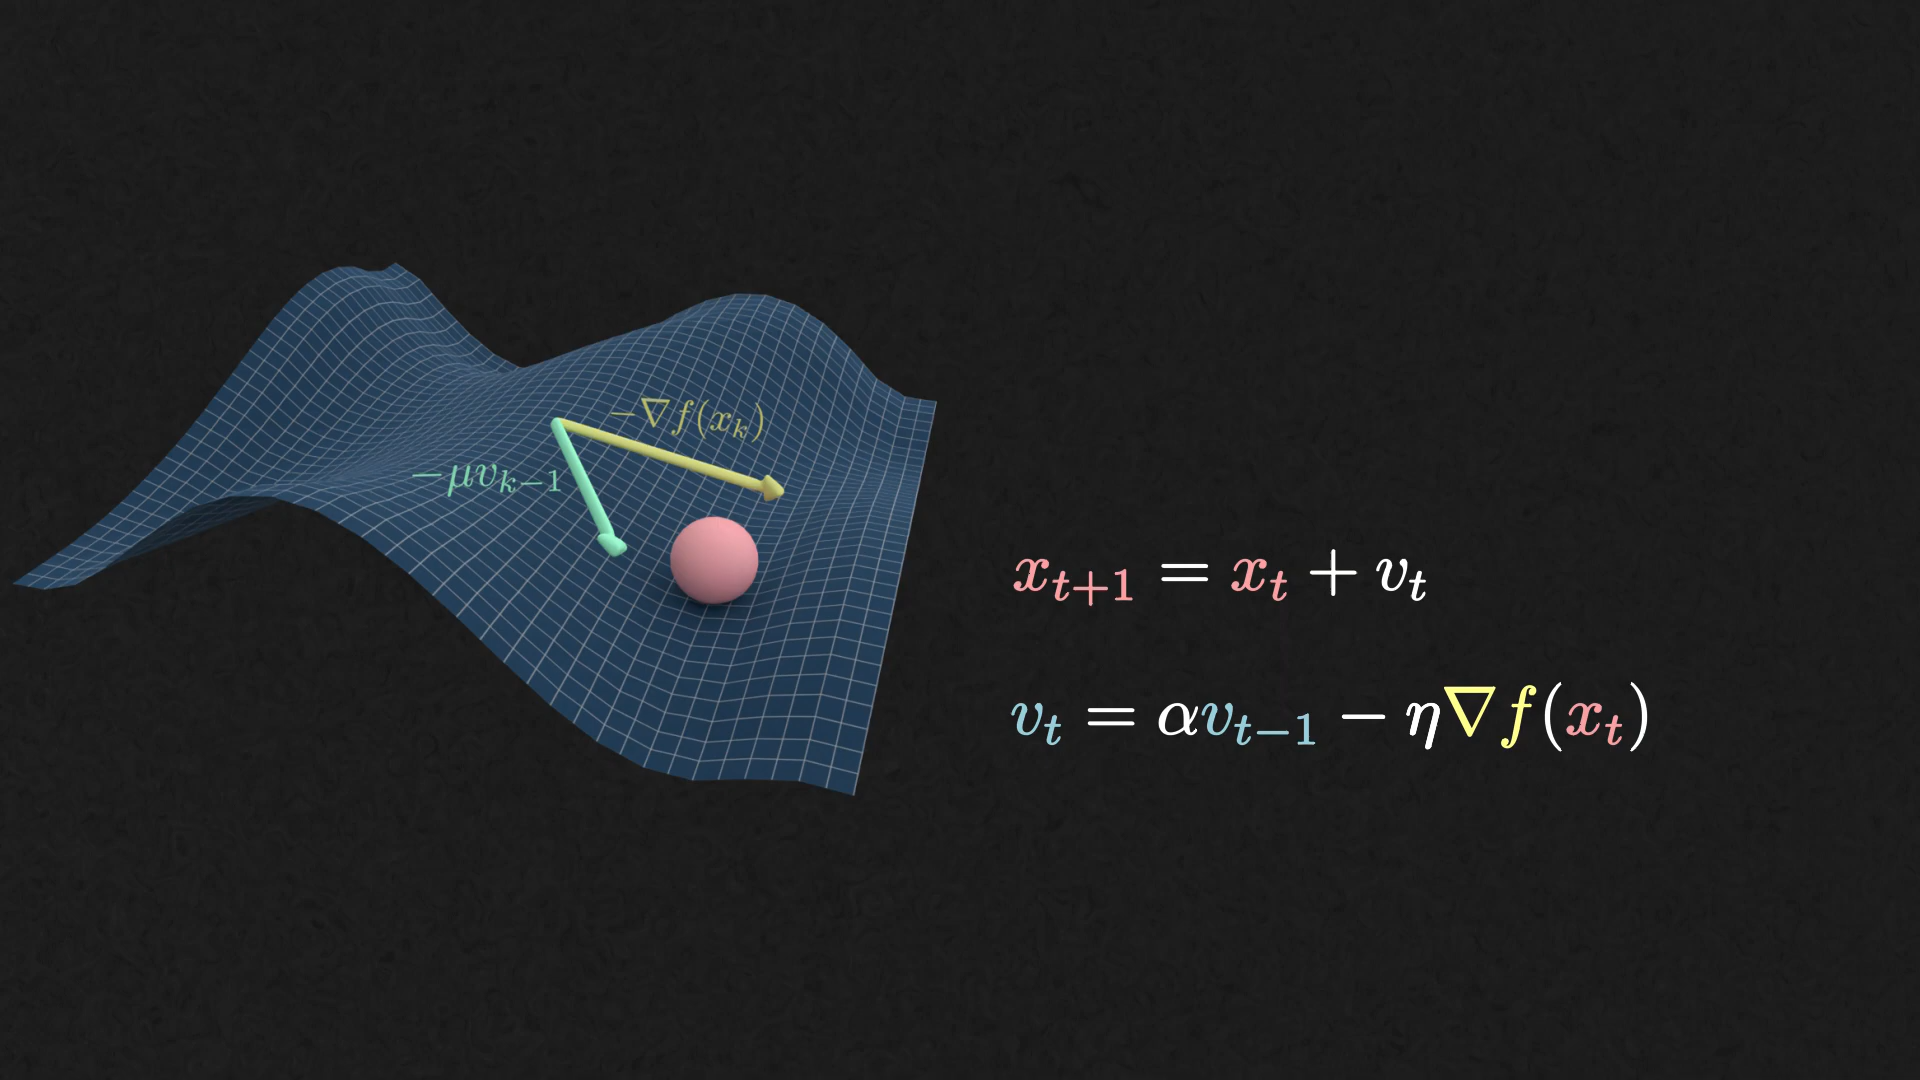 −∇f(x_k)
−μv_{k−1}
x_{t+1} = x_t + v_t
v_t = αv_{t−1} − η∇f(x_t)